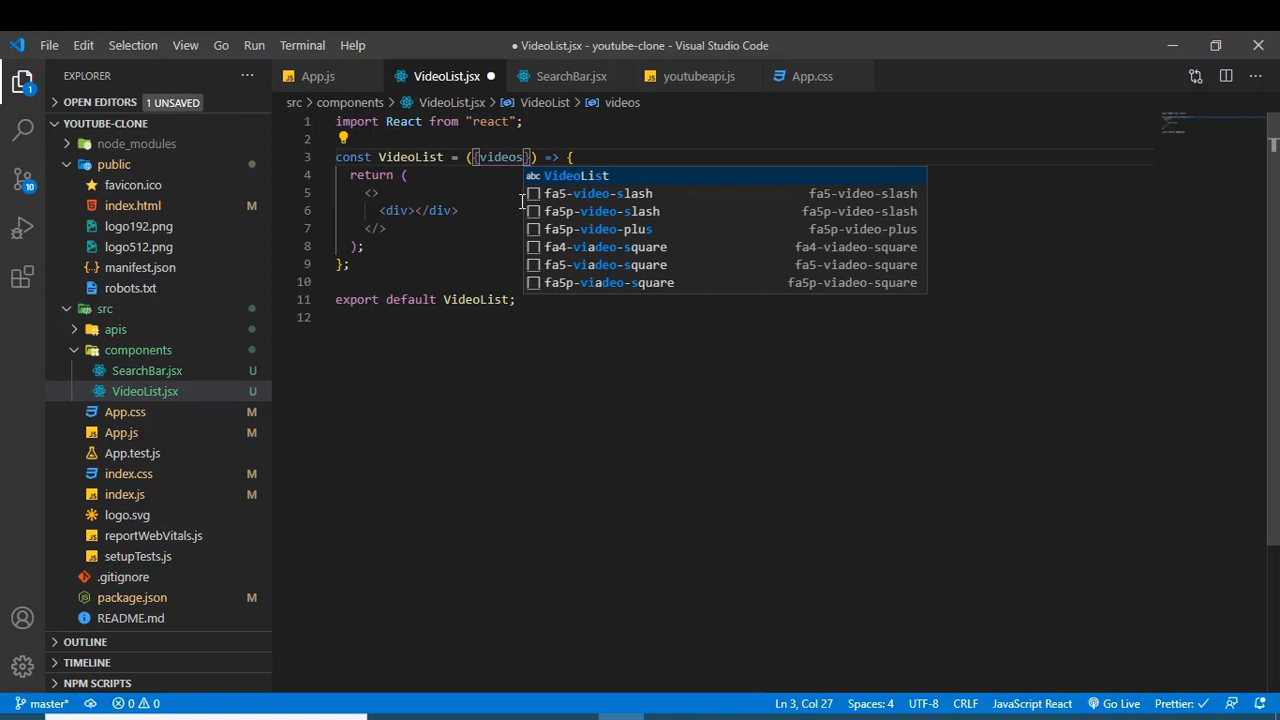 File Edit Selection View Go Run Terminal Help
● VideoList.jsx - youtube-clone - Visual Studio Code
EXPLORER
OPEN EDITORS 1 UNSAVED
YOUTUBE-CLONE
node_modules
public
favicon.ico
index.html
logo192.png
logo512.png
manifest.json
robots.txt
src
apis
components
SearchBar.jsx U
VideoList.jsx U
App.css M
App.js M
App.test.js
index.css M
index.js M
logo.svg
reportWebVitals.js
setupTests.js
.gitignore
package.json M
README.md
OUTLINE
TIMELINE
NPM SCRIPTS
1
10
App.js VideoList.jsx SearchBar.jsx youtubeapi.js App.css
src > components > VideoList.jsx > VideoList > videos
1 import React from "react";
2
3 const VideoList = ({videos}) => {
4 return (
5 <>
6 <div></div>
7 </>
8 );
9 };
10
11 export default VideoList;
12
abc VideoList
fa5-video-slash fa5-video-slash
fa5p-video-slash fa5p-video-slash
fa5p-video-plus fa5p-video-plus
fa4-viadeo-square fa4-viadeo-square
fa5-viadeo-square fa5-viadeo-square
fa5p-viadeo-square fa5p-viadeo-square
master* 0 0 Ln 3, Col 27 Spaces: 4 UTF-8 CRLF JavaScript React Go Live Prettier: ✓